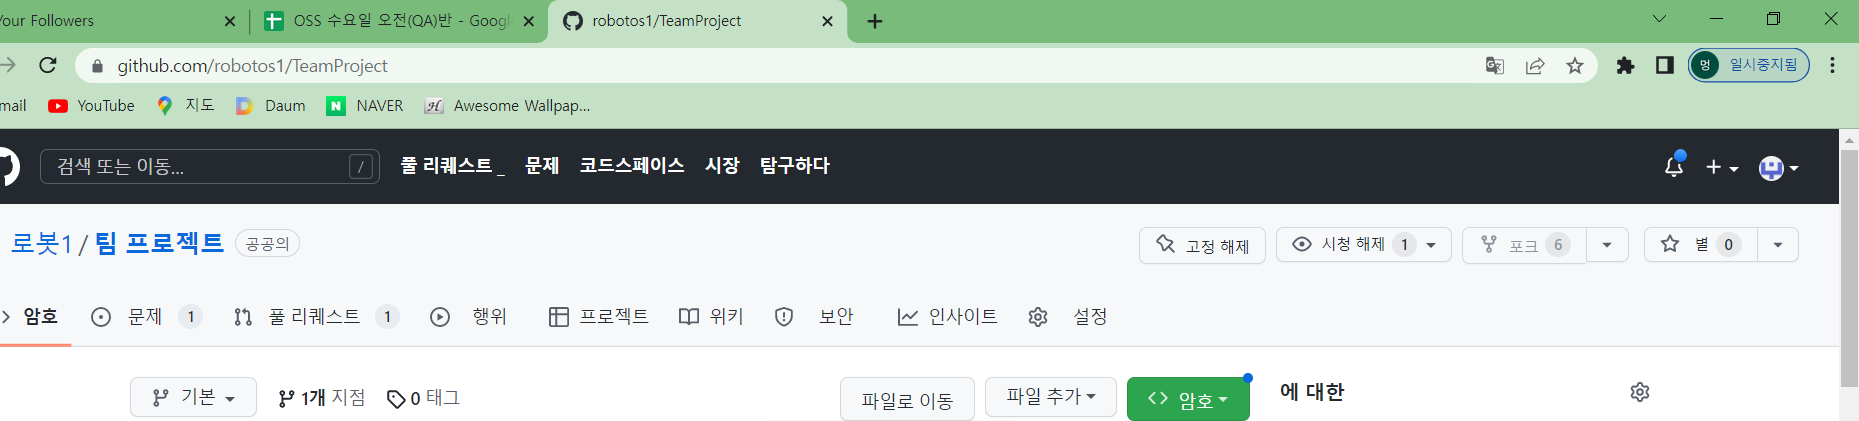 Your Followers
OSS 수요일 오전(QA)반 - Googl
robotos1/TeamProject
github.com/robotos1/TeamProject
멍 일시중지됨
mail YouTube 지도 Daum NAVER Awesome Wallpap...
검색 또는 이동... / 풀 리퀘스트 _ 문제 코드스페이스 시장 탐구하다
로봇1 / 팀 프로젝트 공공의
고정 해제 시청 해제 1 포크 6 별 0
암호 문제 1 풀 리퀘스트 1 행위 프로젝트 위키 보안 인사이트 설정
기본 1개 지점 0 태그 파일로 이동 파일 추가 암호 에 대한